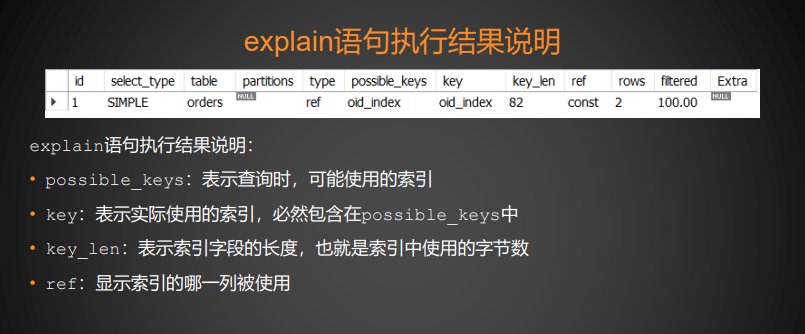 explain语句执行结果说明
id select_type table partitions type possible_keys key key_len ref rows filtered Extra
1 SIMPLE orders NULL ref oid_index oid_index 82 const 2 100.00 NULL
explain语句执行结果说明：
• possible_keys：表示查询时，可能使用的索引
• key：表示实际使用的索引，必然包含在possible_keys中
• key_len：表示索引字段的长度，也就是索引中使用的字节数
• ref：显示索引的哪一列被使用